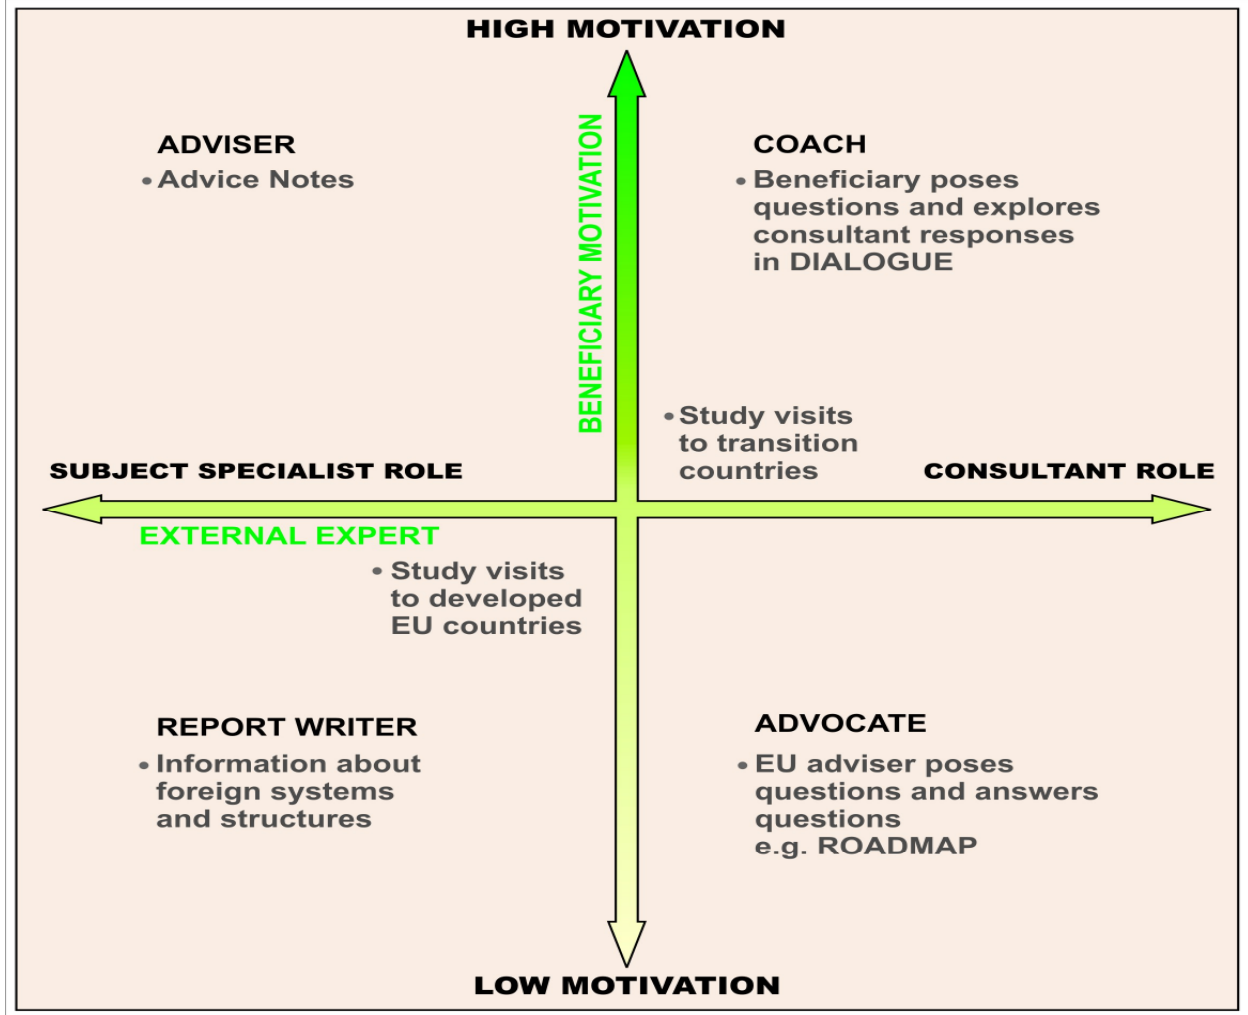 HIGH MOTIVATION
ADVISER
• Advice Notes
BENEFICIARY MOTIVATION
COACH
• Beneficiary poses
questions and explores
consultant responses
in DIALOGUE
• Study visits
to transition
countries
SUBJECT SPECIALIST ROLE
CONSULTANT ROLE
EXTERNAL EXPERT
• Study visits
to developed
EU countries
REPORT WRITER
• Information about
foreign systems
and structures
ADVOCATE
• EU adviser poses
questions and answers
questions
e.g. ROADMAP
LOW MOTIVATION